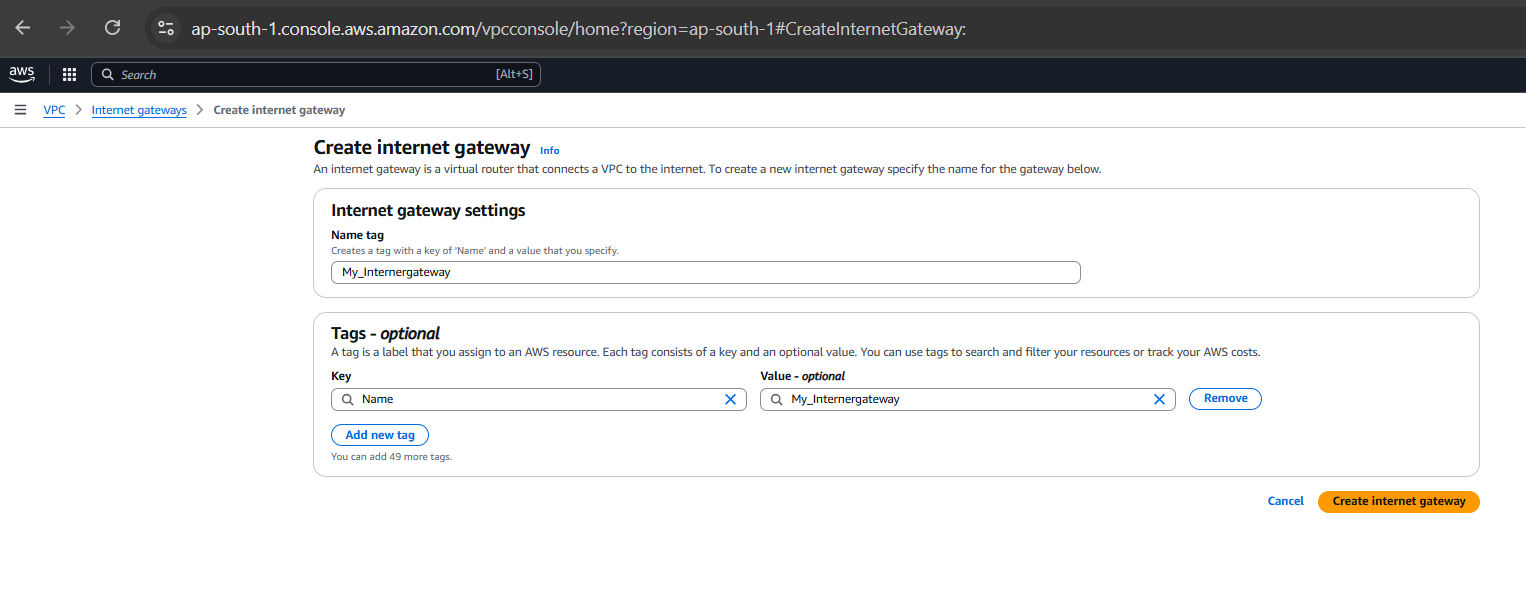 ap-south-1.console.aws.amazon.com/vpcconsole/home?region=ap-south-1#CreateInternetGateway:
aws Search [Alt+S]
VPC > Internet gateways > Create internet gateway
Create internet gateway Info
An internet gateway is a virtual router that connects a VPC to the internet. To create a new internet gateway specify the name for the gateway below.
Internet gateway settings
Name tag
Creates a tag with a key of 'Name' and a value that you specify.
My_Internergateway
Tags - optional
A tag is a label that you assign to an AWS resource. Each tag consists of a key and an optional value. You can use tags to search and filter your resources or track your AWS costs.
Key Value - optional
Name My_Internergateway Remove
Add new tag
You can add 49 more tags.
Cancel Create internet gateway